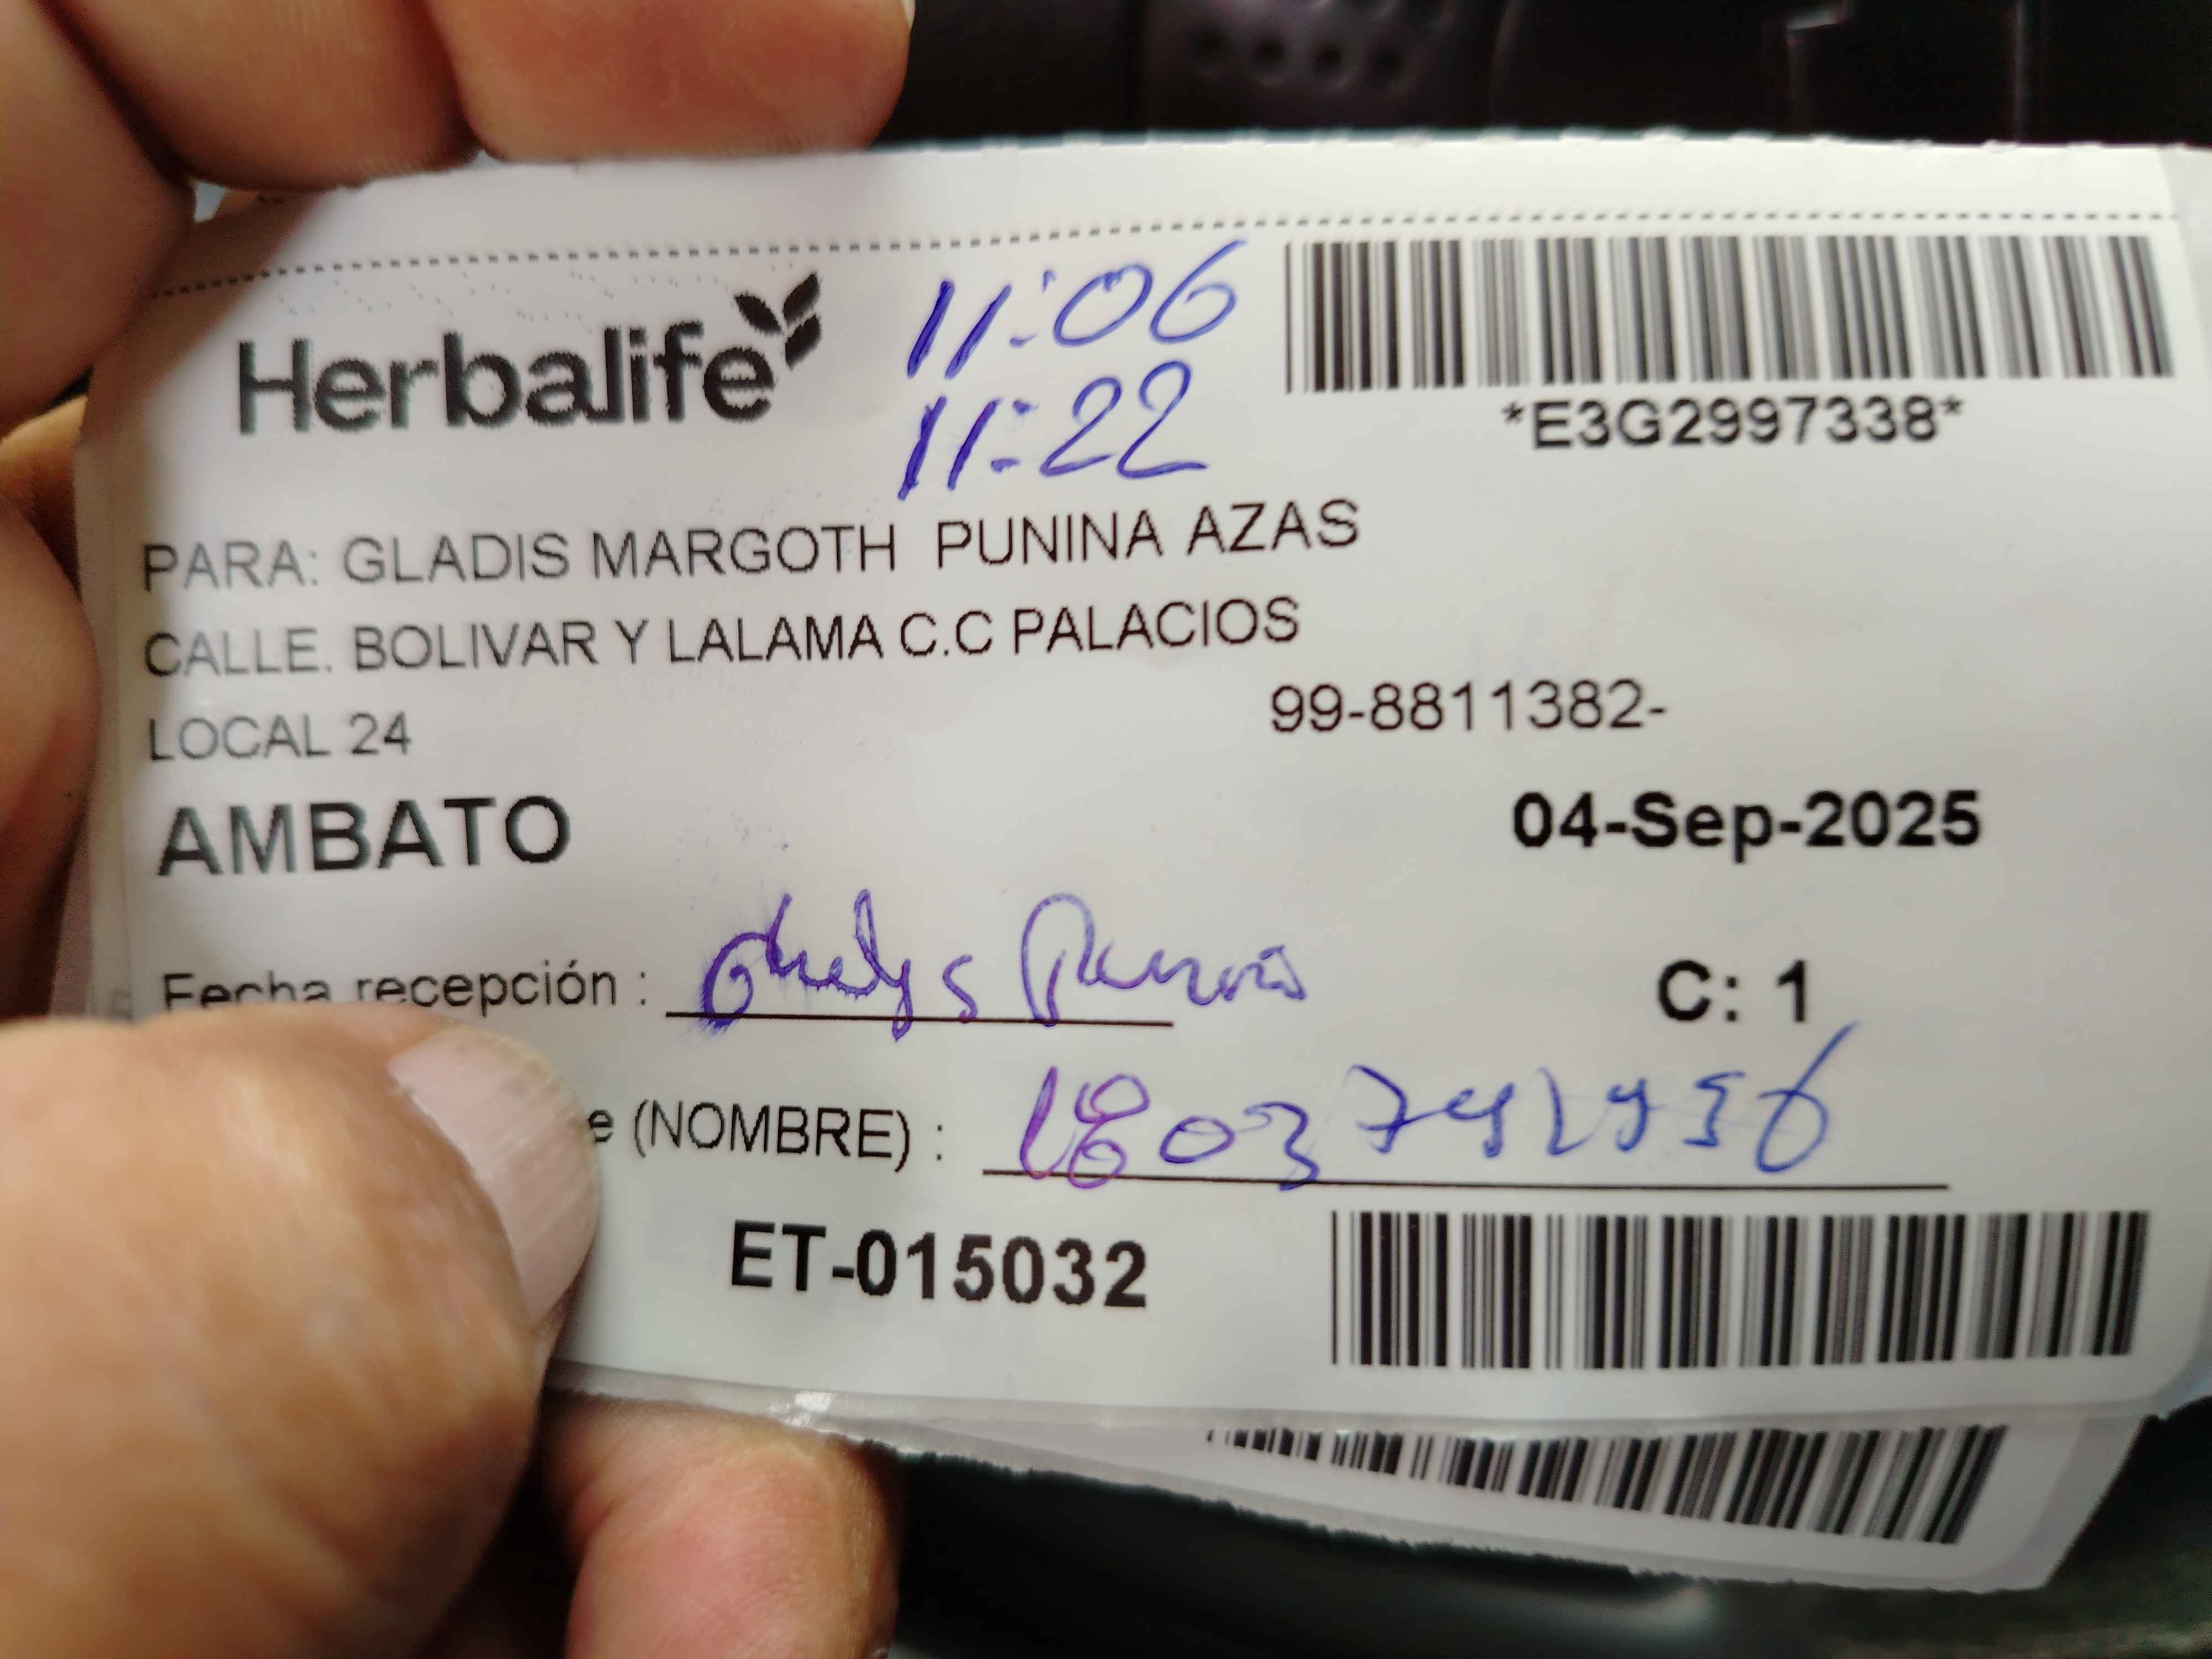 Herbalife
11:06
11:22
*E3G2997338*
PARA: GLADIS MARGOTH PUNINA AZAS
CALLE. BOLIVAR Y LALAMA C.C PALACIOS
LOCAL 24
99-8811382-
AMBATO
04-Sep-2025
Fecha recepción :
C: 1
e (NOMBRE) :
ET-015032